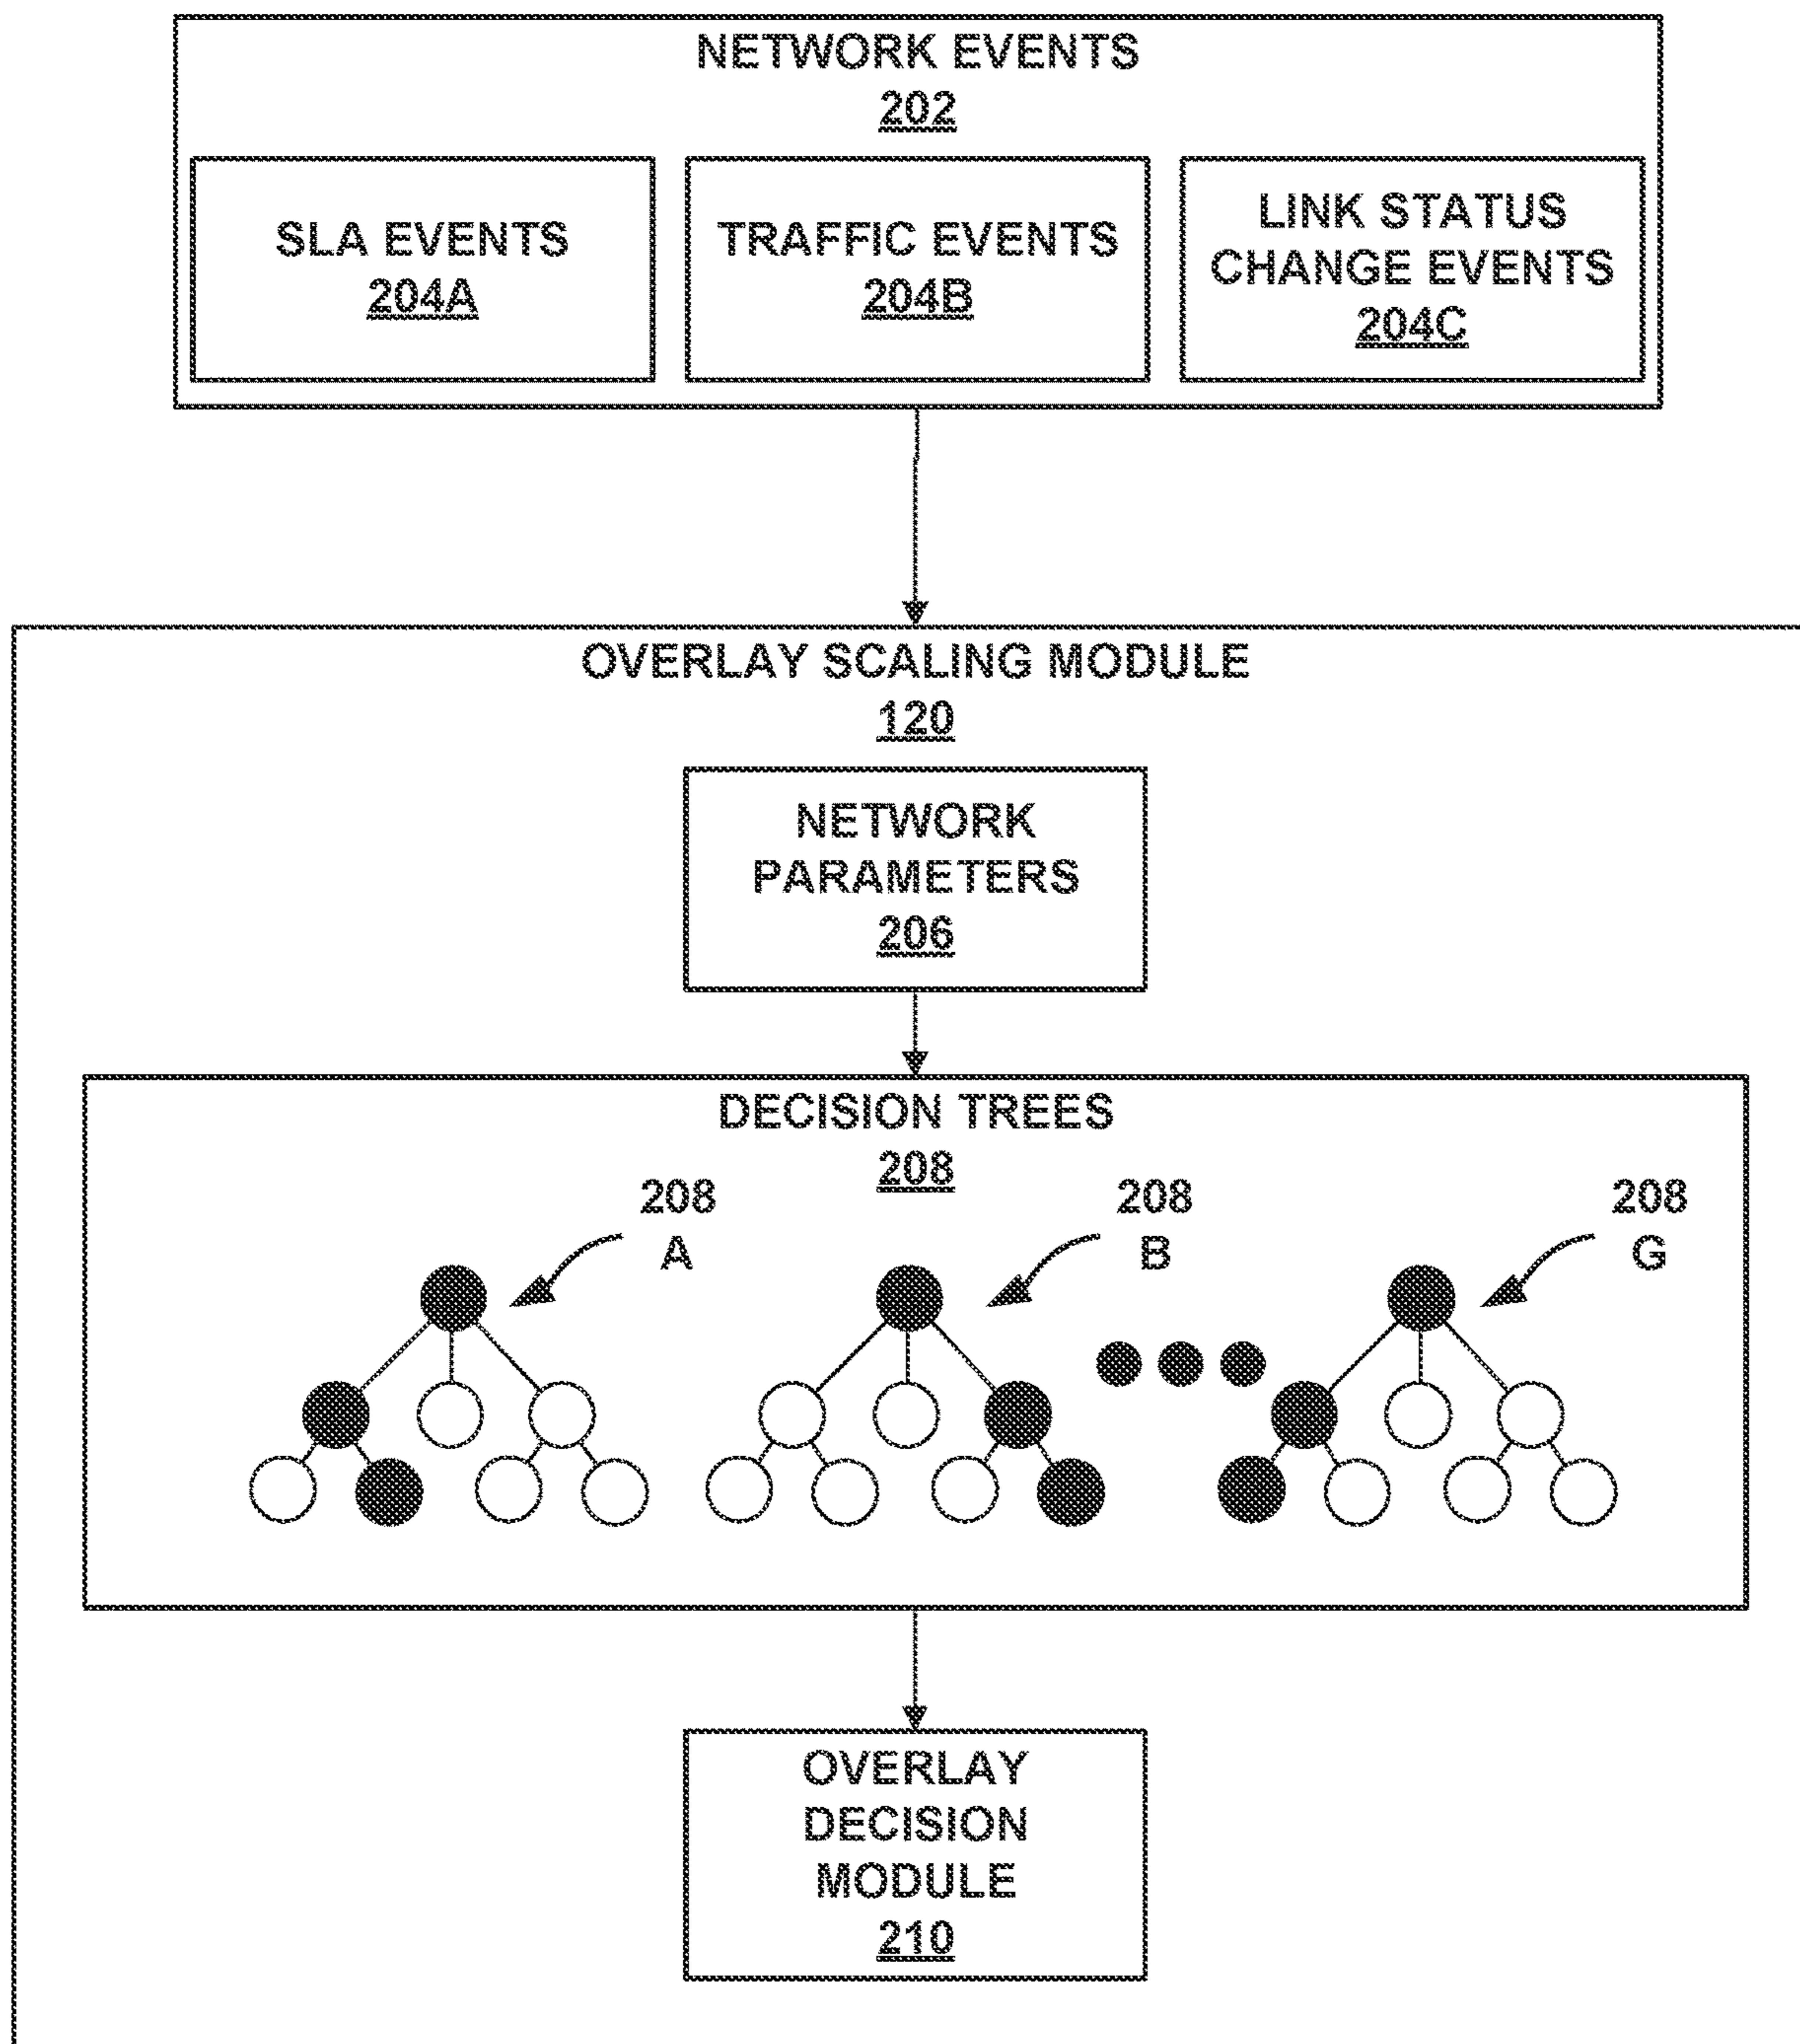 NETWORK EVENTS
202
SLA EVENTS
204A
TRAFFIC EVENTS
204B
LINK STATUS
CHANGE EVENTS
204C
OVERLAY SCALING MODULE
120
NETWORK
PARAMETERS
206
DECISION TREES
208
208
A
208
B
208
G
OVERLAY
DECISION
MODULE
210